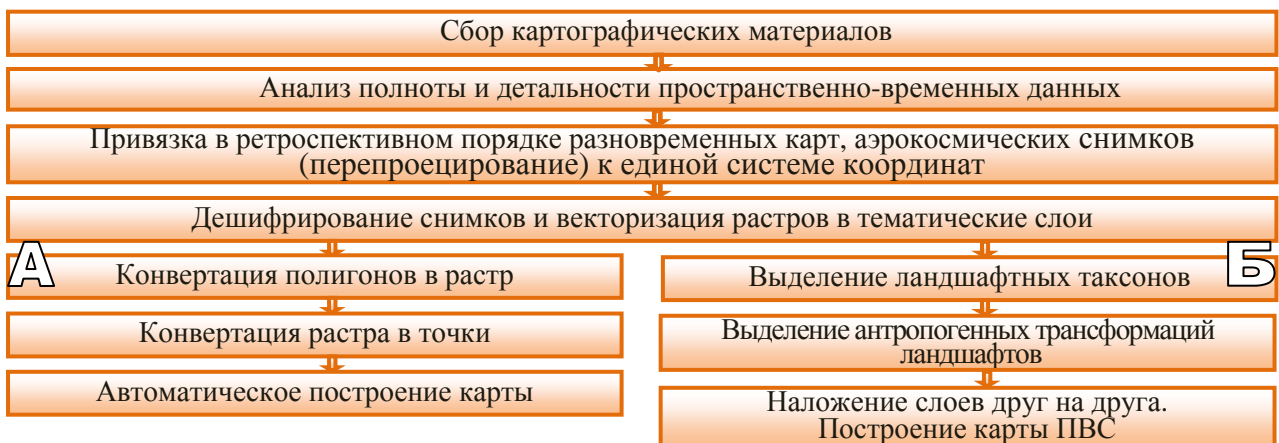 Сбор картографических материалов
Анализ полноты и детальности пространственно-временных данных
Привязка в ретроспективном порядке разновременных карт, аэрокосмических снимков
(перепроецирование) к единой системе координат
Дешифрирование снимков и векторизация растров в тематические слои
А
Конвертация полигонов в растр
Конвертация растра в точки
Автоматическое построение карты
Б
Выделение ландшафтных таксонов
Выделение антропогенных трансформаций
ландшафтов
Наложение слоев друг на друга.
Построение карты ПВС